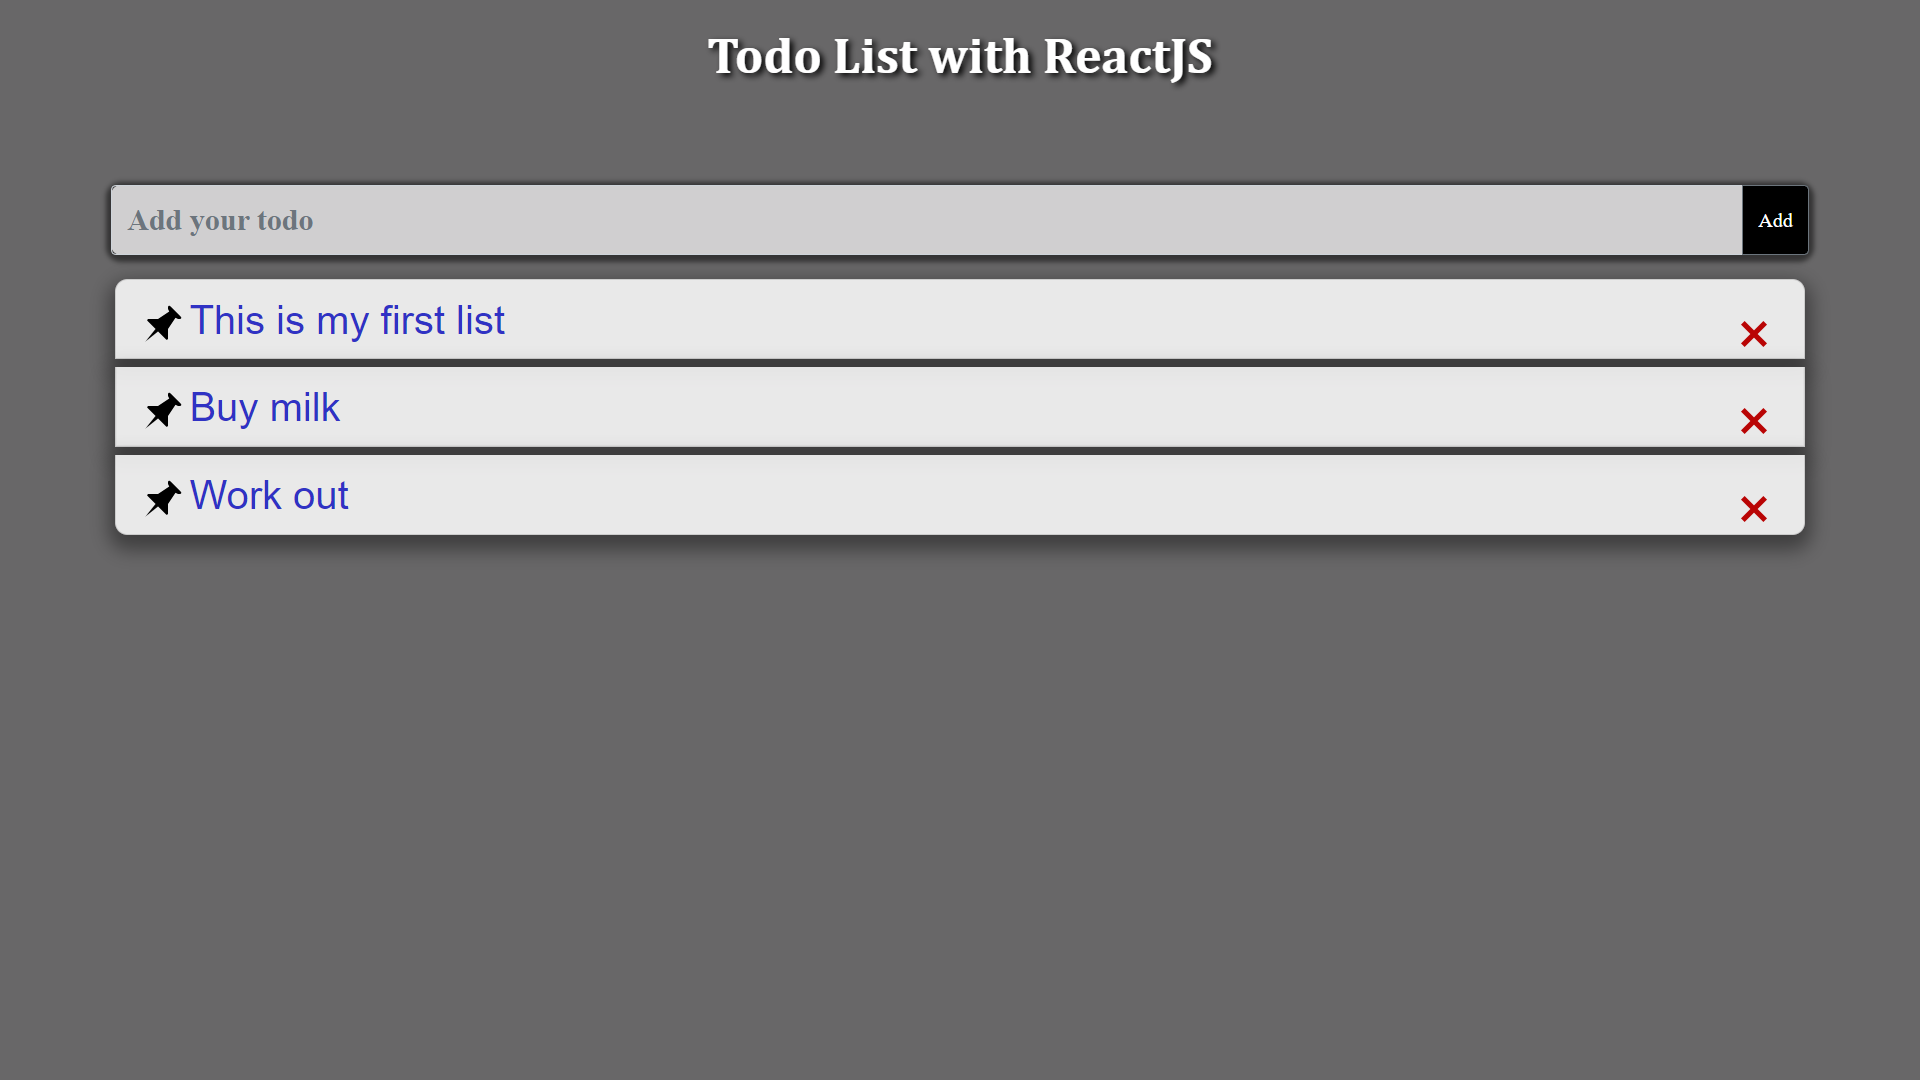 Todo List with ReactJS
Add your todo
Add
This is my first list
Buy milk
Work out